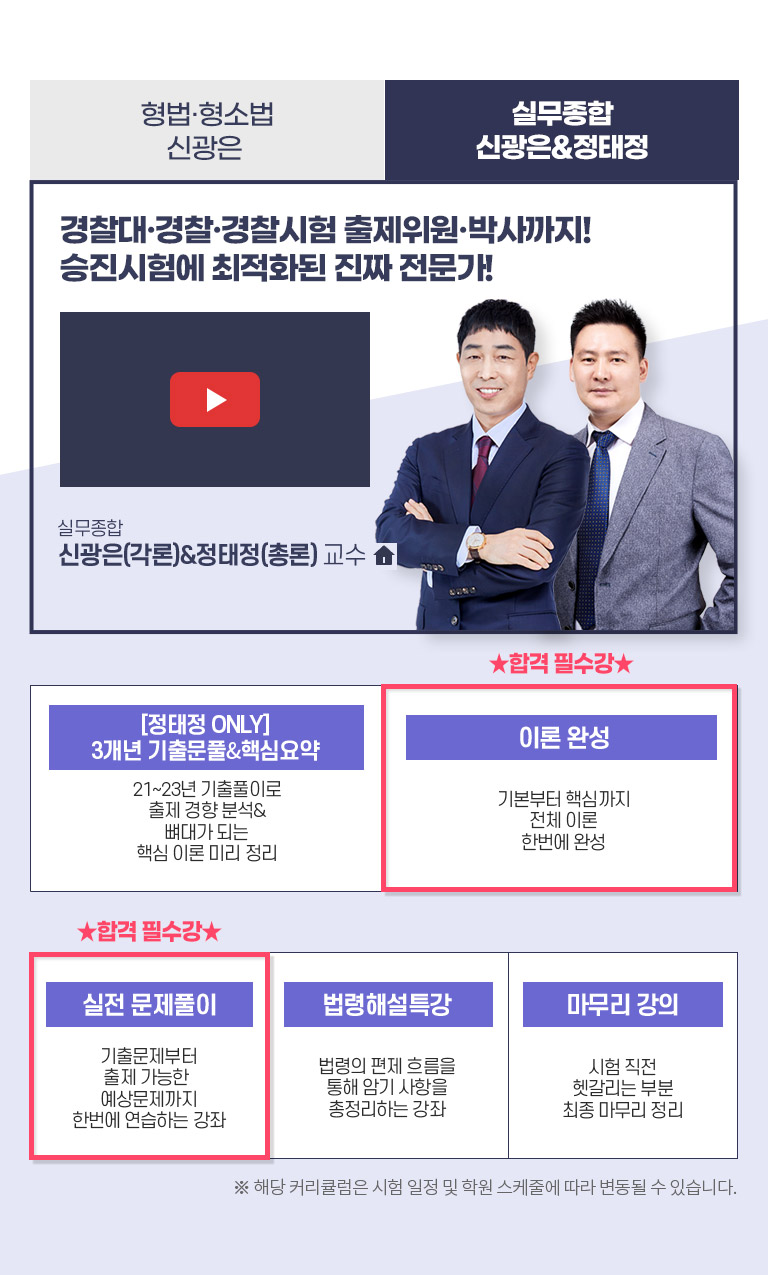 형법·형소법
신광은
실무종합
신광은&정태정
경찰대·경찰·경찰시험 출제위원·박사까지!
승진시험에 최적화된 진짜 전문가!
실무종합
신광은(각론)&정태정(총론) 교수
★합격 필수강★
[정태정 ONLY]
3개년 기출문풀&핵심요약
21~23년 기출풀이로
출제 경향 분석&
뼈대가 되는
핵심 이론 미리 정리
이론 완성
기본부터 핵심까지
전체 이론
한번에 완성
★합격 필수강★
실전 문제풀이
기출문제부터
출제 가능한
예상문제까지
한번에 연습하는 강좌
법령해설특강
법령의 편제 흐름을
통해 암기 사항을
총정리하는 강좌
마무리 강의
시험 직전
헷갈리는 부분
최종 마무리 정리
※ 해당 커리큘럼은 시험 일정 및 학원 스케줄에 따라 변동될 수 있습니다.